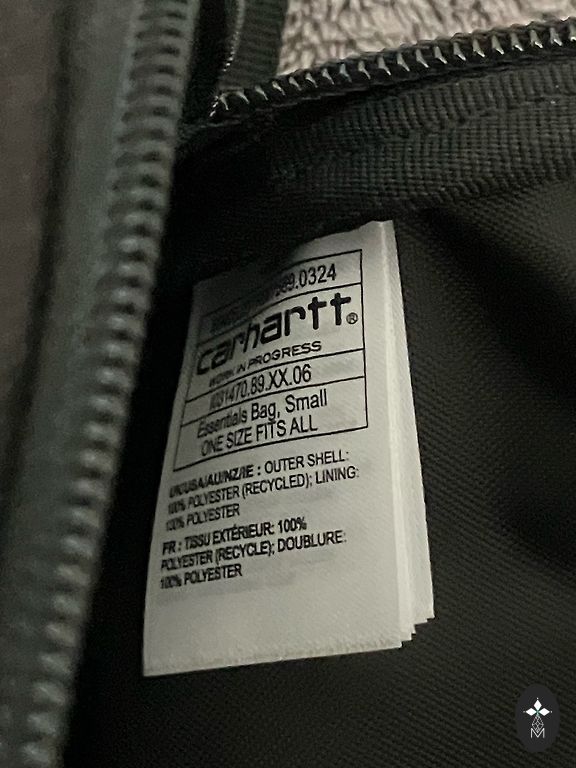 carhartt®
WORK IN PROGRESS
I031470.89.XX.06
Essentials Bag, Small
ONE SIZE FITS ALL
UK/USA/AU/NZ/IE : OUTER SHELL:
100% POLYESTER (RECYCLED); LINING:
100% POLYESTER
FR : TISSU EXTÉRIEUR: 100%
POLYESTER (RECYCLE); DOUBLURE:
100% POLYESTER
M